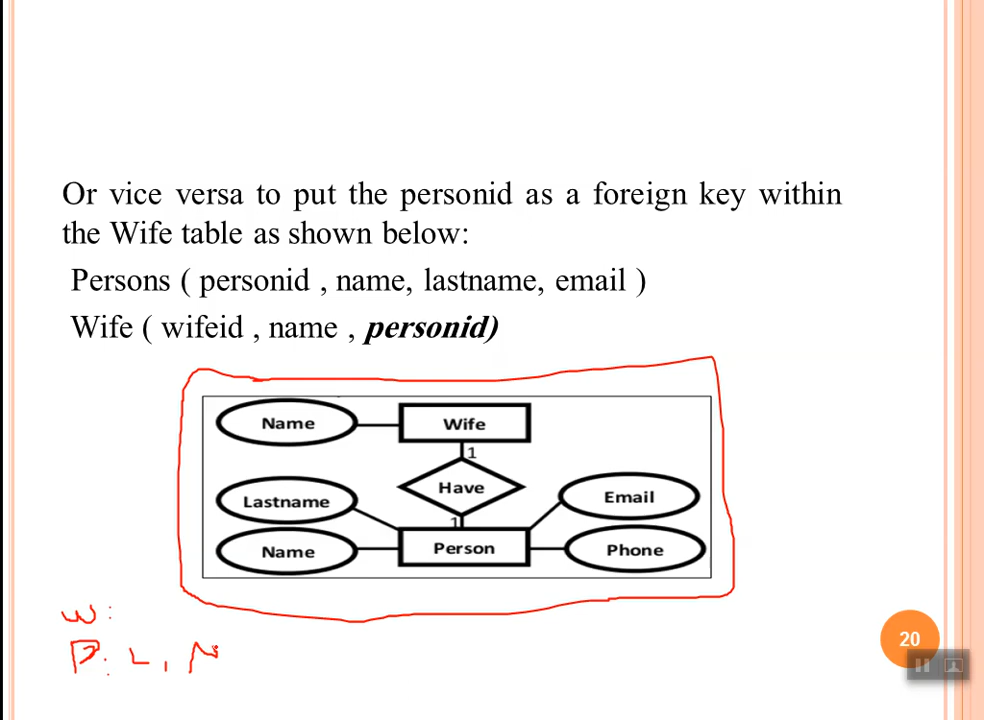 Or vice versa to put the personid as a foreign key within
the Wife table as shown below:
Persons ( personid , name, lastname, email )
Wife ( wifeid , name , personid)
Name
Wife
1
Have
Lastname
Email
1
Name
Person
Phone
W:
P: L, N
20